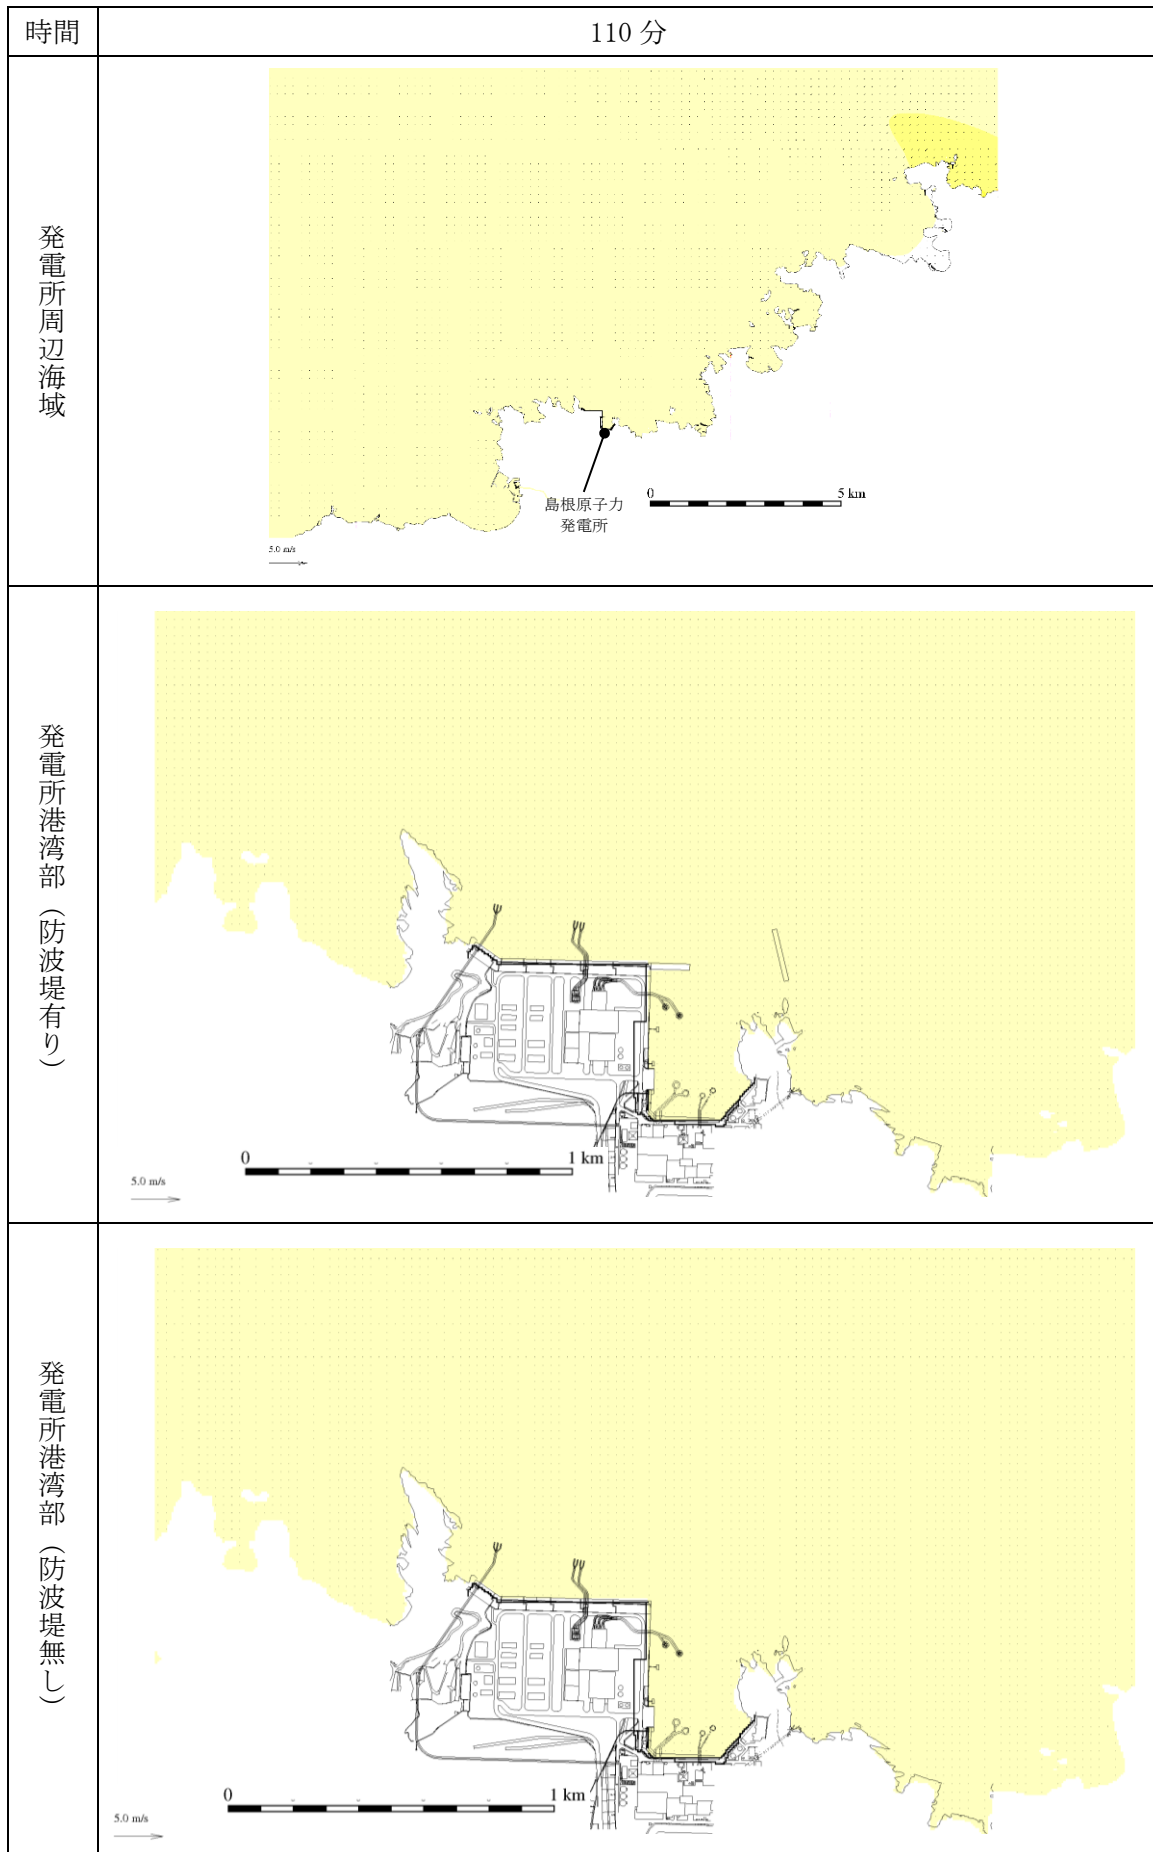 時間
110 分
発電所周辺海域
島根原子力
発電所
0
5 km
5.0 m/s
発電所港湾部（防波堤有り）
0
1 km
5.0 m/s
発電所港湾部（防波堤無し）
0
1 km
5.0 m/s